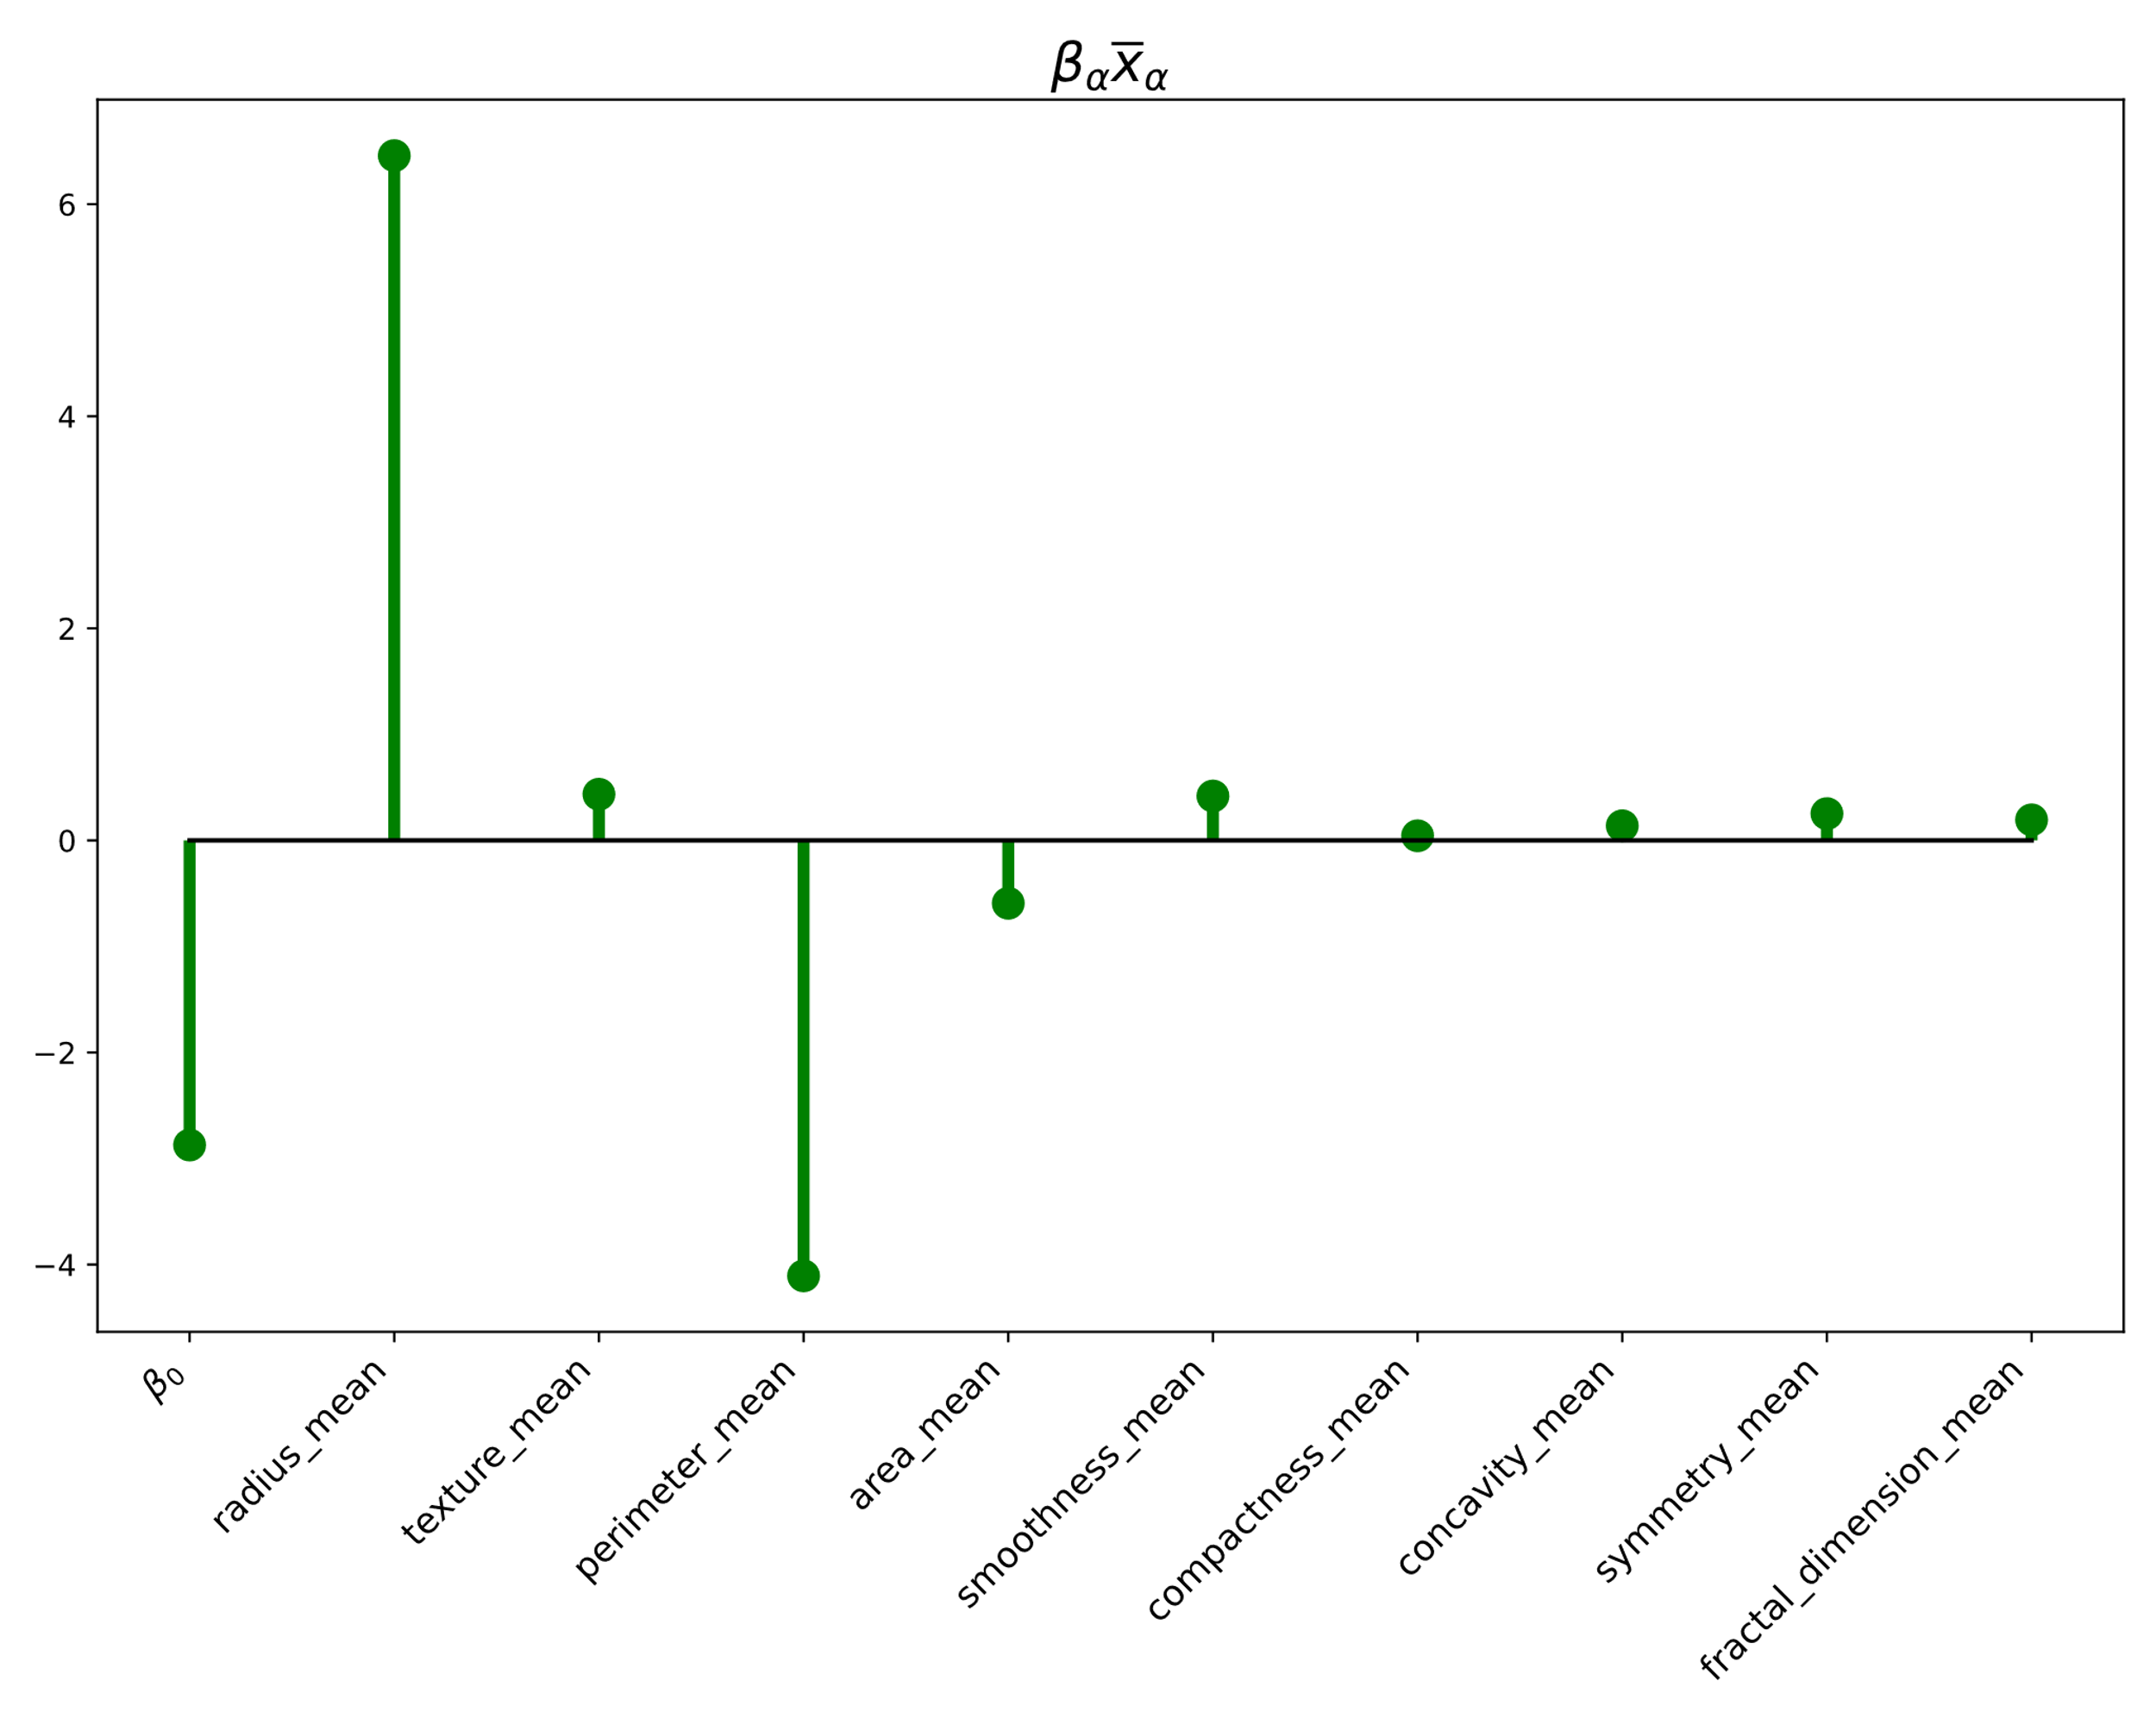 βαx̅α
6
4
2
0
−2
−4
β0
radius_mean
texture_mean
perimeter_mean
area_mean
smoothness_mean
compactness_mean
concavity_mean
symmetry_mean
fractal_dimension_mean